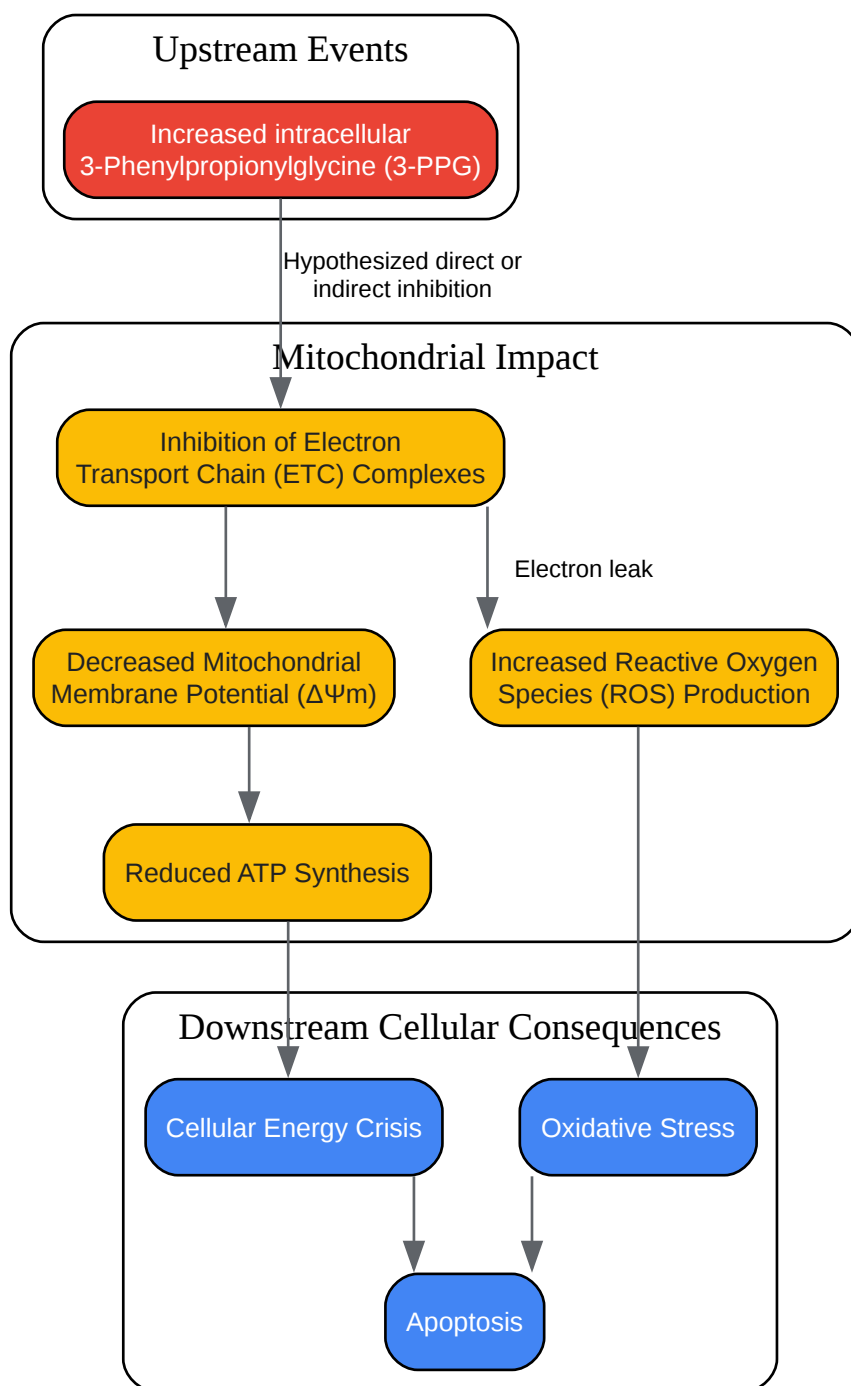 Upstream Events
Increased intracellular
3-Phenylpropionylglycine (3-PPG)
Hypothesized direct or
indirect inhibition
Mitochondrial Impact
Inhibition of Electron
Transport Chain (ETC) Complexes
Electron leak
Decreased Mitochondrial
Membrane Potential (ΔΨm)
Increased Reactive Oxygen
Species (ROS) Production
Reduced ATP Synthesis
Downstream Cellular Consequences
Cellular Energy Crisis
Oxidative Stress
Apoptosis